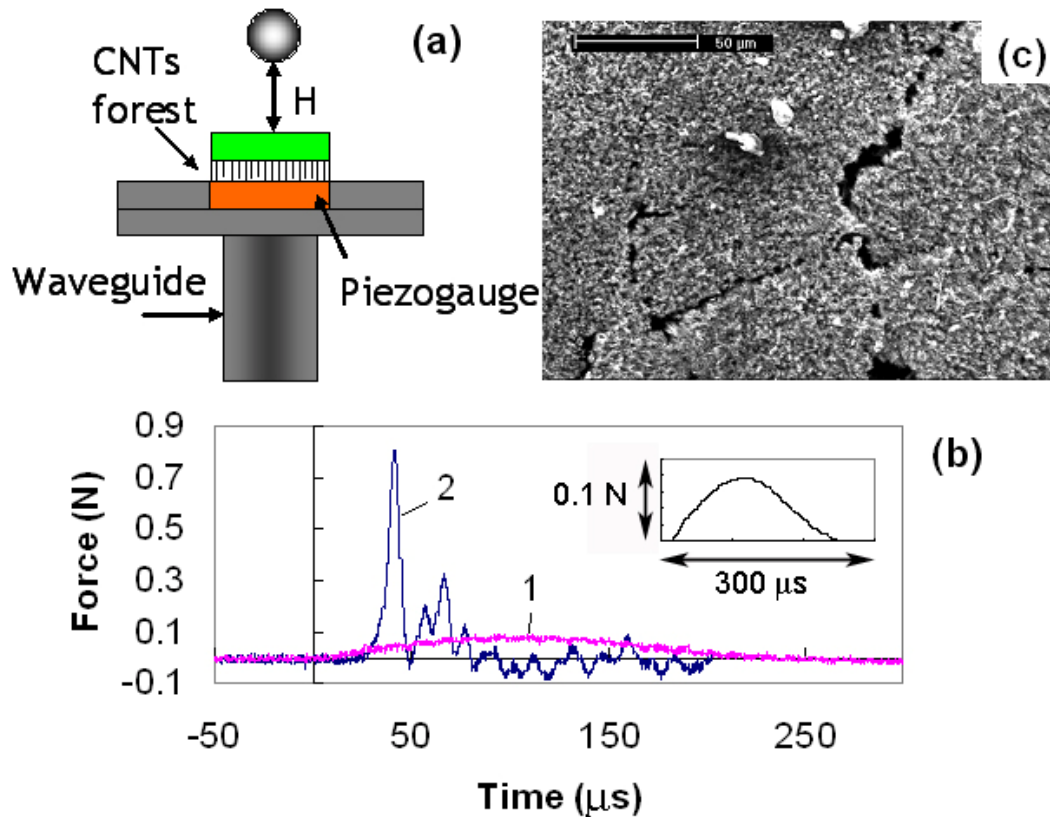 (a)
CNTs
forest
H
Waveguide
Piezogauge
50 µm
(c)
(b)
0.9
0.7
0.5
0.3
0.1
-0.1
Force (N)
2
1
0.1 N
300 µs
-50
50
150
250
Time (µs)